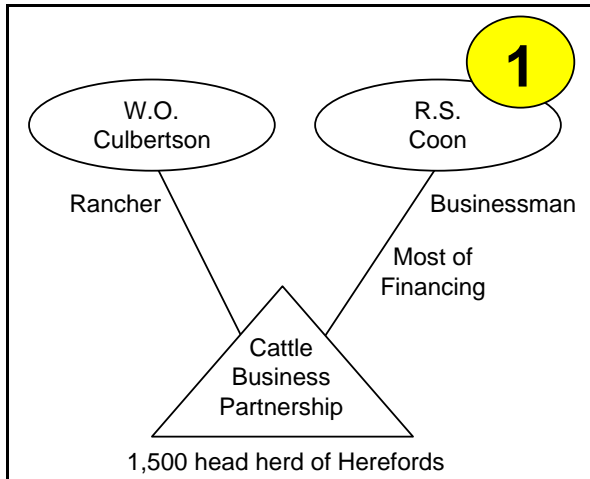 1
W.O.
Culbertson
R.S.
Coon
Rancher
Businessman
Most of
Financing
Cattle
Business
Partnership
1,500 head herd of Herefords